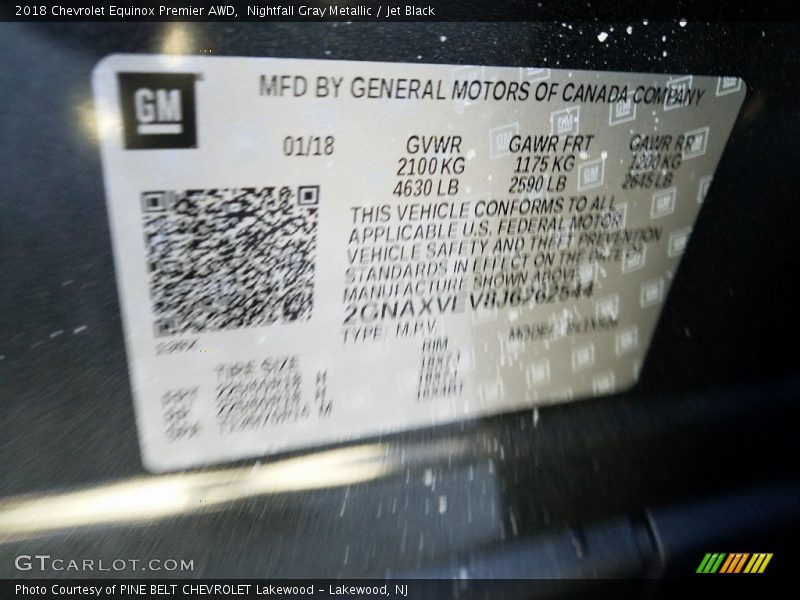 2018 Chevrolet Equinox Premier AWD,  Nightfall Gray Metallic / Jet Black
GM
MFD BY GENERAL MOTORS OF CANADA COMPANY
01/18 GVWR GAWR FRT GAWR RR
2100 KG 1175 KG 1200 KG
4630 LB 2590 LB 2645 LB
THIS VEHICLE CONFORMS TO ALL
APPLICABLE U.S. FEDERAL MOTOR
VEHICLE SAFETY AND THEFT PREVENTION
STANDARDS IN EFFECT ON THE DATE OF
MANUFACTURE SHOWN ABOVE.
TYPE: M.P.V. MODEL:
TIRE SIZE RIM
GTCARLOT.COM
Photo Courtesy of PINE BELT CHEVROLET Lakewood - Lakewood, NJ